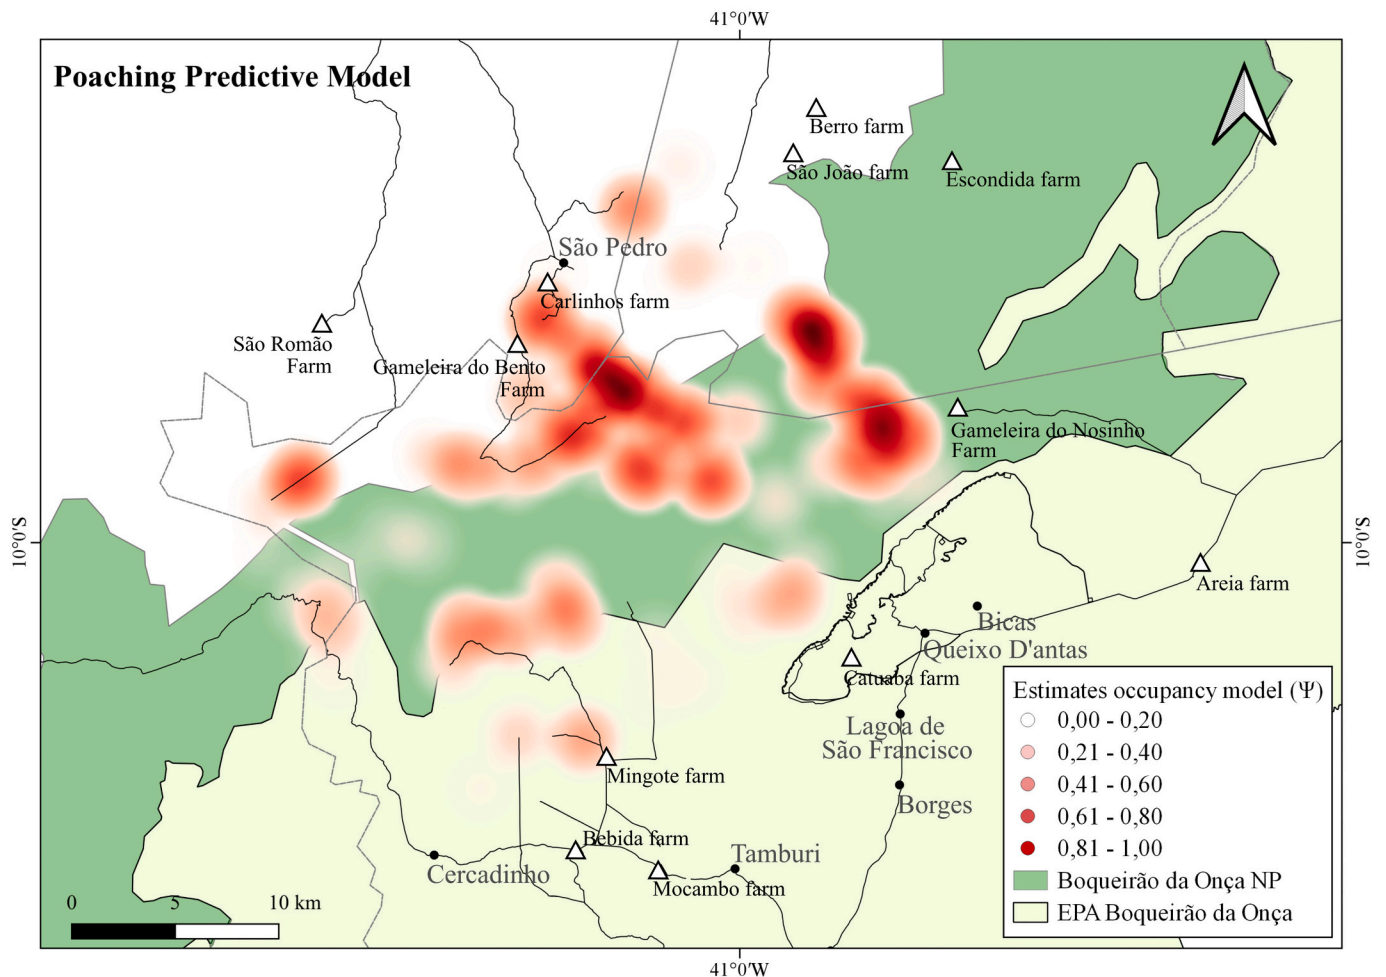 41°0'W
Poaching Predictive Model
Berro farm
São João farm
Escondida farm
São Pedro
Carlinhos farm
São Romão
Farm
Gameleira do Bento
Farm
Gameleira do Nosinho
Farm
10°0'S
10°0'S
Areia farm
Bicas
Queixo D'antas
Catuaba farm
Lagoa de
São Francisco
Borges
Mingote farm
Bebida farm
Tamburi
Cercadinho
Mocambo farm
Estimates occupancy model (Ψ)
0,00 - 0,20
0,21 - 0,40
0,41 - 0,60
0,61 - 0,80
0,81 - 1,00
Boqueirão da Onça NP
EPA Boqueirão da Onça
0 5 10 km
41°0'W